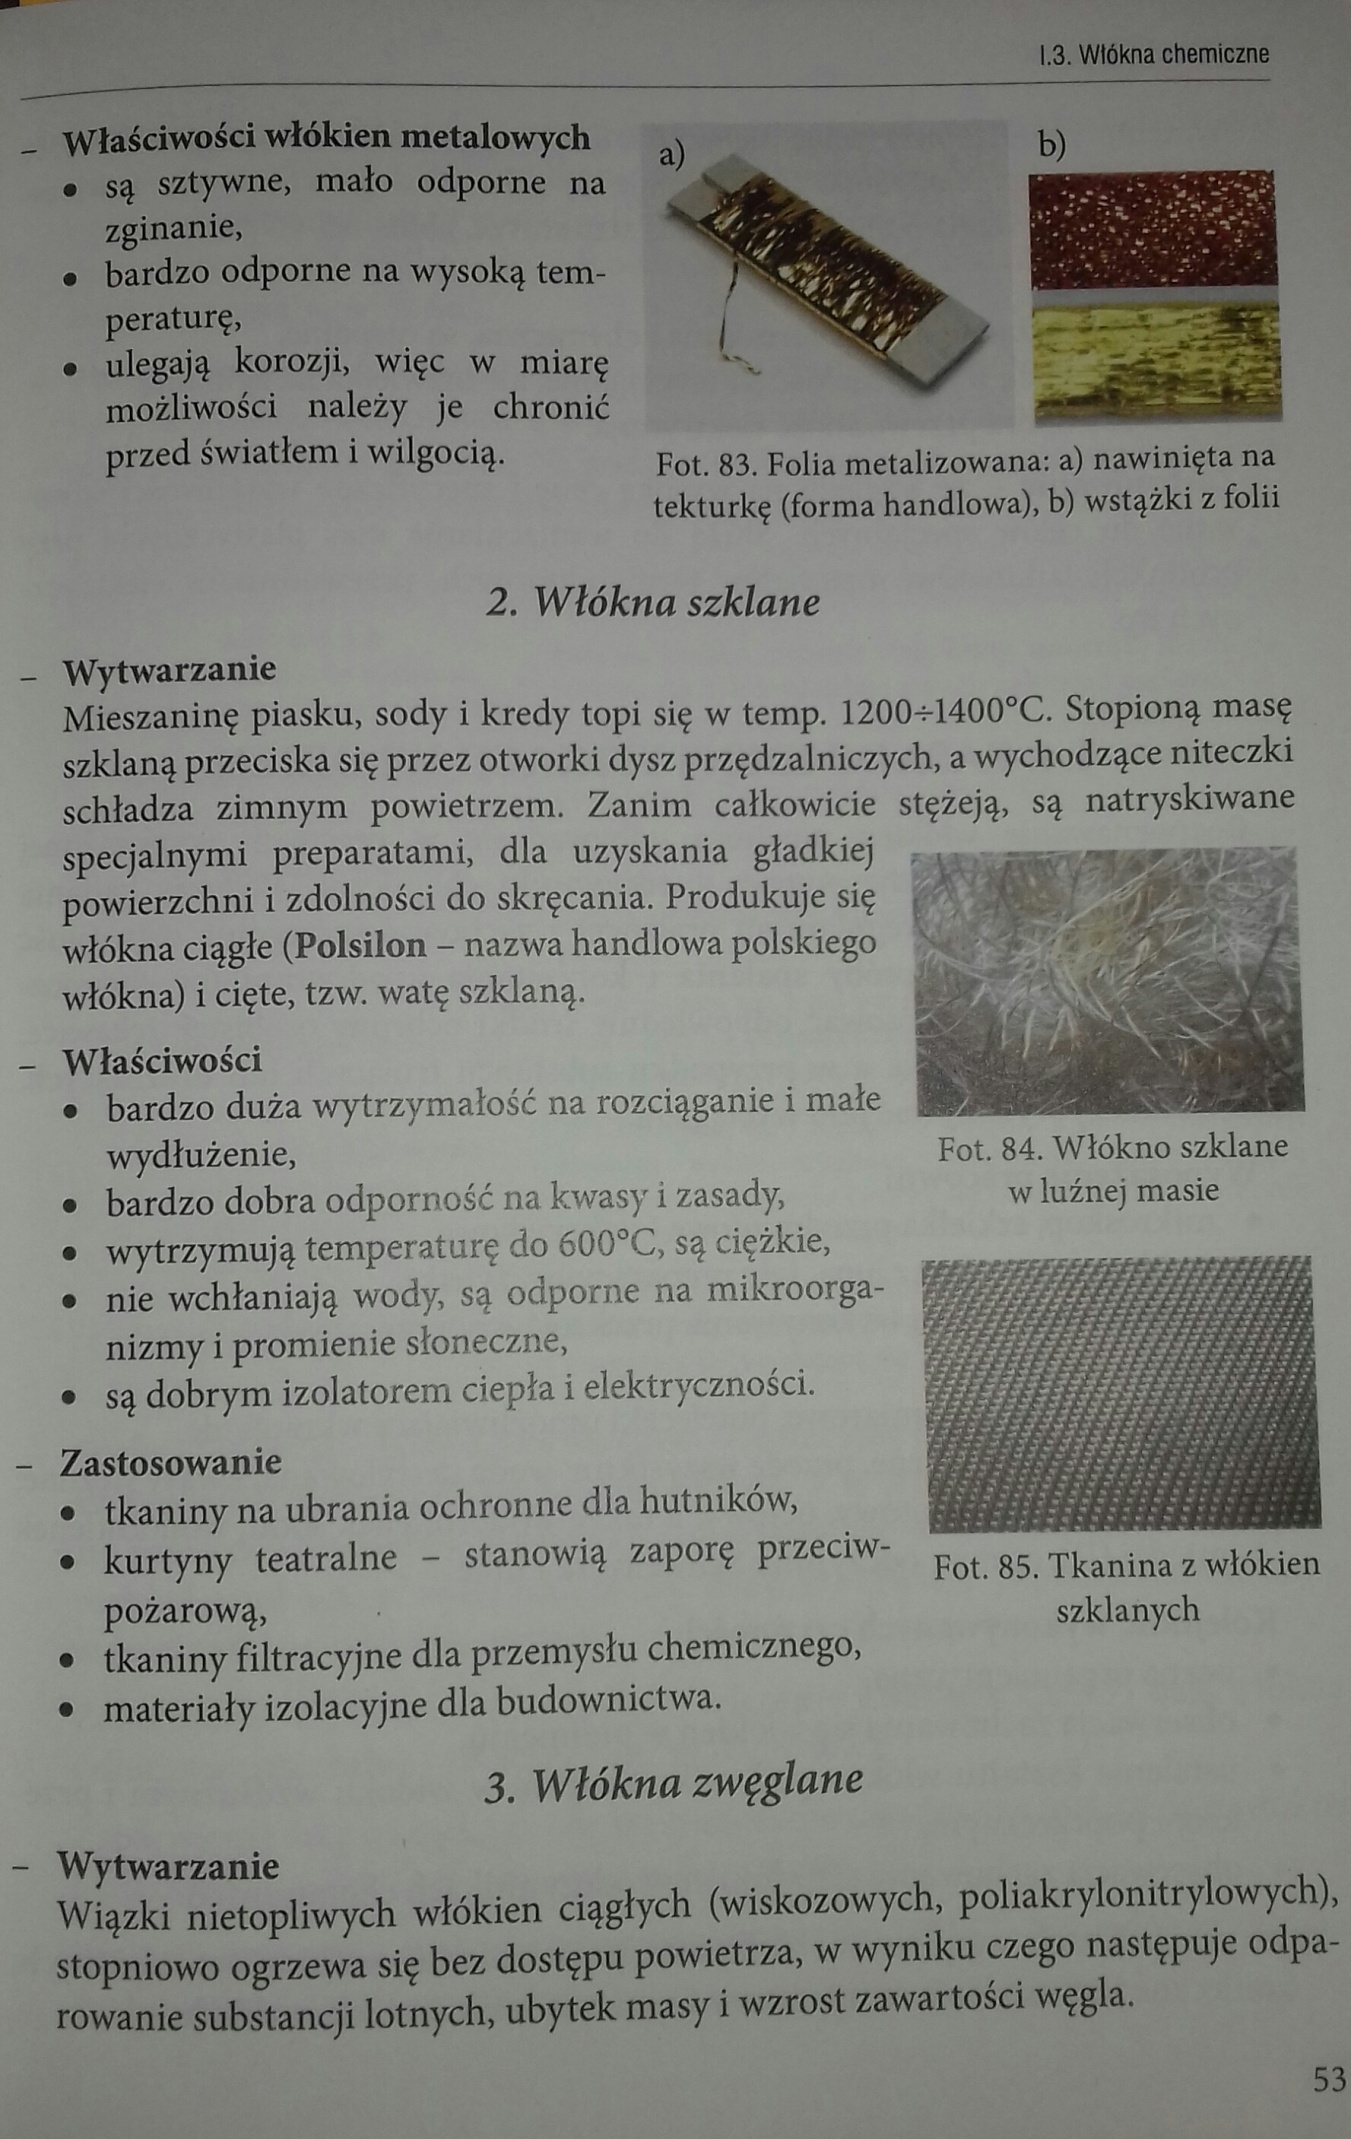 I.3. Włókna chemiczne
– Właściwości włókien metalowych
• są sztywne, mało odporne na
zginanie,
• bardzo odporne na wysoką tem-
peraturę,
• ulegają korozji, więc w miarę
możliwości należy je chronić
przed światłem i wilgocią.
a)
b)
Fot. 83. Folia metalizowana: a) nawinięta na
tekturkę (forma handlowa), b) wstążki z folii
2. Włókna szklane
– Wytwarzanie
Mieszaninę piasku, sody i kredy topi się w temp. 1200÷1400°C. Stopioną masę
szklaną przeciska się przez otworki dysz przędzalniczych, a wychodzące niteczki
schładza zimnym powietrzem. Zanim całkowicie stężeją, są natryskiwane
specjalnymi preparatami, dla uzyskania gładkiej
powierzchni i zdolności do skręcania. Produkuje się
włókna ciągłe (Polsilon – nazwa handlowa polskiego
włókna) i cięte, tzw. watę szklaną.
– Właściwości
• bardzo duża wytrzymałość na rozciąganie i małe
wydłużenie,
• bardzo dobra odporność na kwasy i zasady,
• wytrzymują temperaturę do 600°C, są ciężkie,
• nie wchłaniają wody, są odporne na mikroorga-
nizmy i promienie słoneczne,
• są dobrym izolatorem ciepła i elektryczności.
Fot. 84. Włókno szklane
w luźnej masie
– Zastosowanie
• tkaniny na ubrania ochronne dla hutników,
• kurtyny teatralne – stanowią zaporę przeciw-
pożarową,
• tkaniny filtracyjne dla przemysłu chemicznego,
• materiały izolacyjne dla budownictwa.
Fot. 85. Tkanina z włókien
szklanych
3. Włókna zwęglane
– Wytwarzanie
Wiązki nietopliwych włókien ciągłych (wiskozowych, poliakrylonitrylowych),
stopniowo ogrzewa się bez dostępu powietrza, w wyniku czego następuje odpa-
rowanie substancji lotnych, ubytek masy i wzrost zawartości węgla.
53